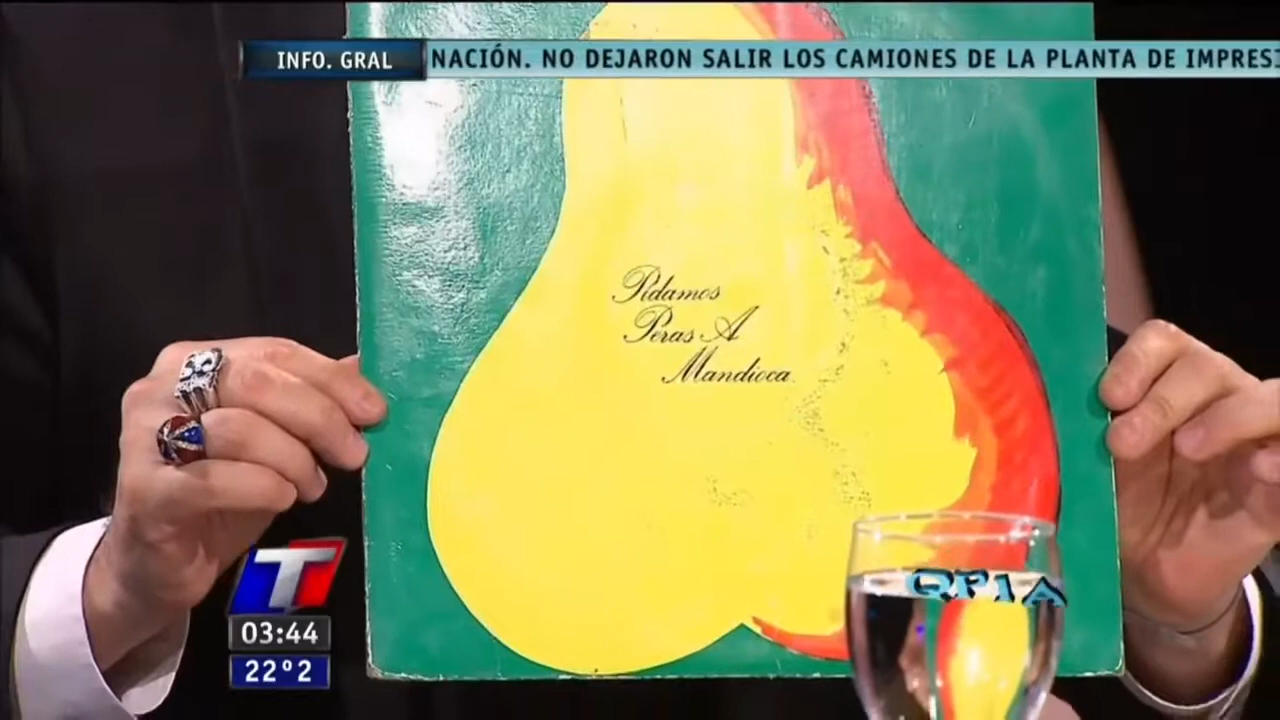 INFO. GRAL
NACIÓN. NO DEJARON SALIR LOS CAMIONES DE LA PLANTA DE IMPRESI
Pidamos
Peras A
Mandioca
T
03:44
22°2
QP1A